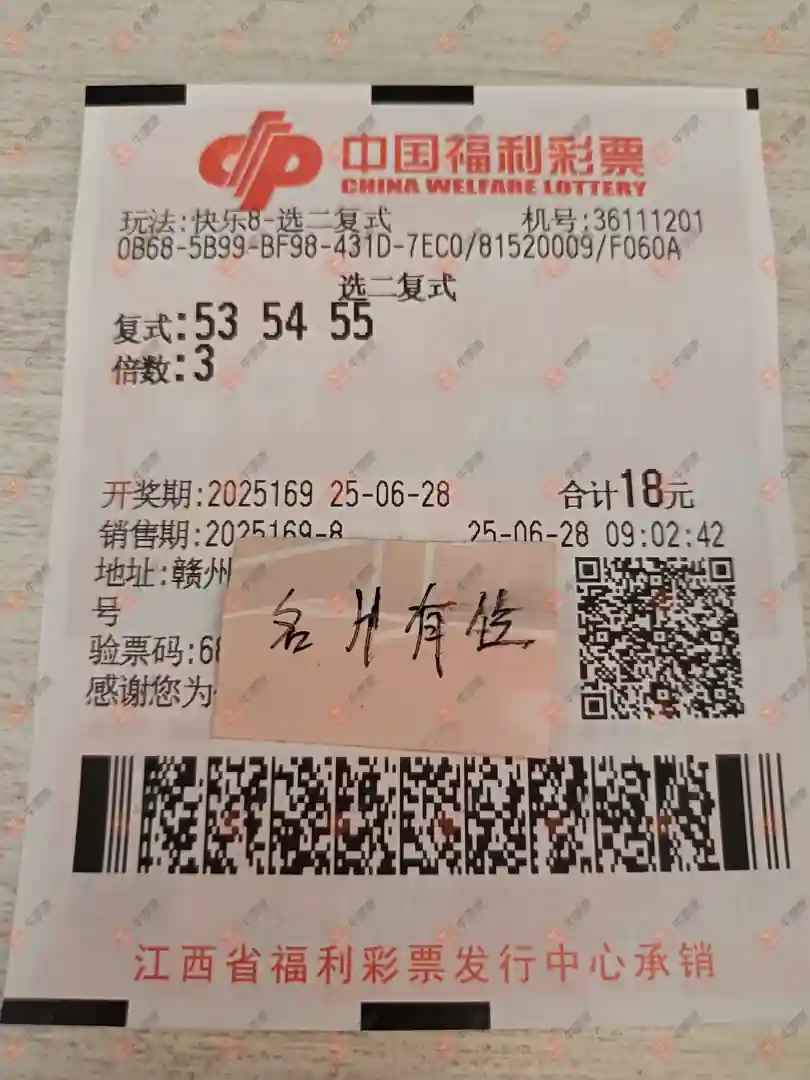 中国福利彩票
CHINA WELFARE LOTTERY
玩法:快乐8-选二复式 机号:36111201
0B68-5B99-BF98-431D-7EC0/81520009/F060A
选二复式
复式:53 54 55
倍数:3
开奖期:2025169 25-06-28 合计18元
销售期:2025169-8 25-06-28 09:02:42
地址:赣州
号
验票码:68
感谢您为
名片有位
江西省福利彩票发行中心承销